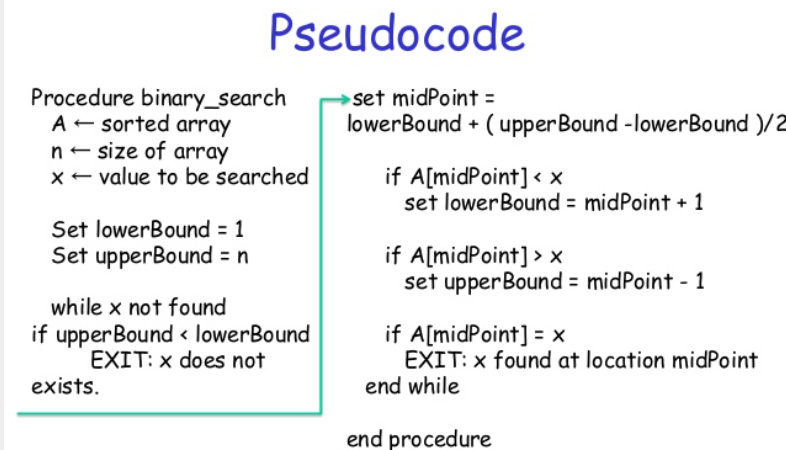 Pseudocode
Procedure binary_search
A ← sorted array
n ← size of array
x ← value to be searched
Set lowerBound = 1
Set upperBound = n
while x not found
if upperBound < lowerBound
EXIT: x does not
exists.
set midPoint =
lowerBound + ( upperBound -lowerBound )/2
if A[midPoint] < x
set lowerBound = midPoint + 1
if A[midPoint] > x
set upperBound = midPoint - 1
if A[midPoint] = x
EXIT: x found at location midPoint
end while
end procedure